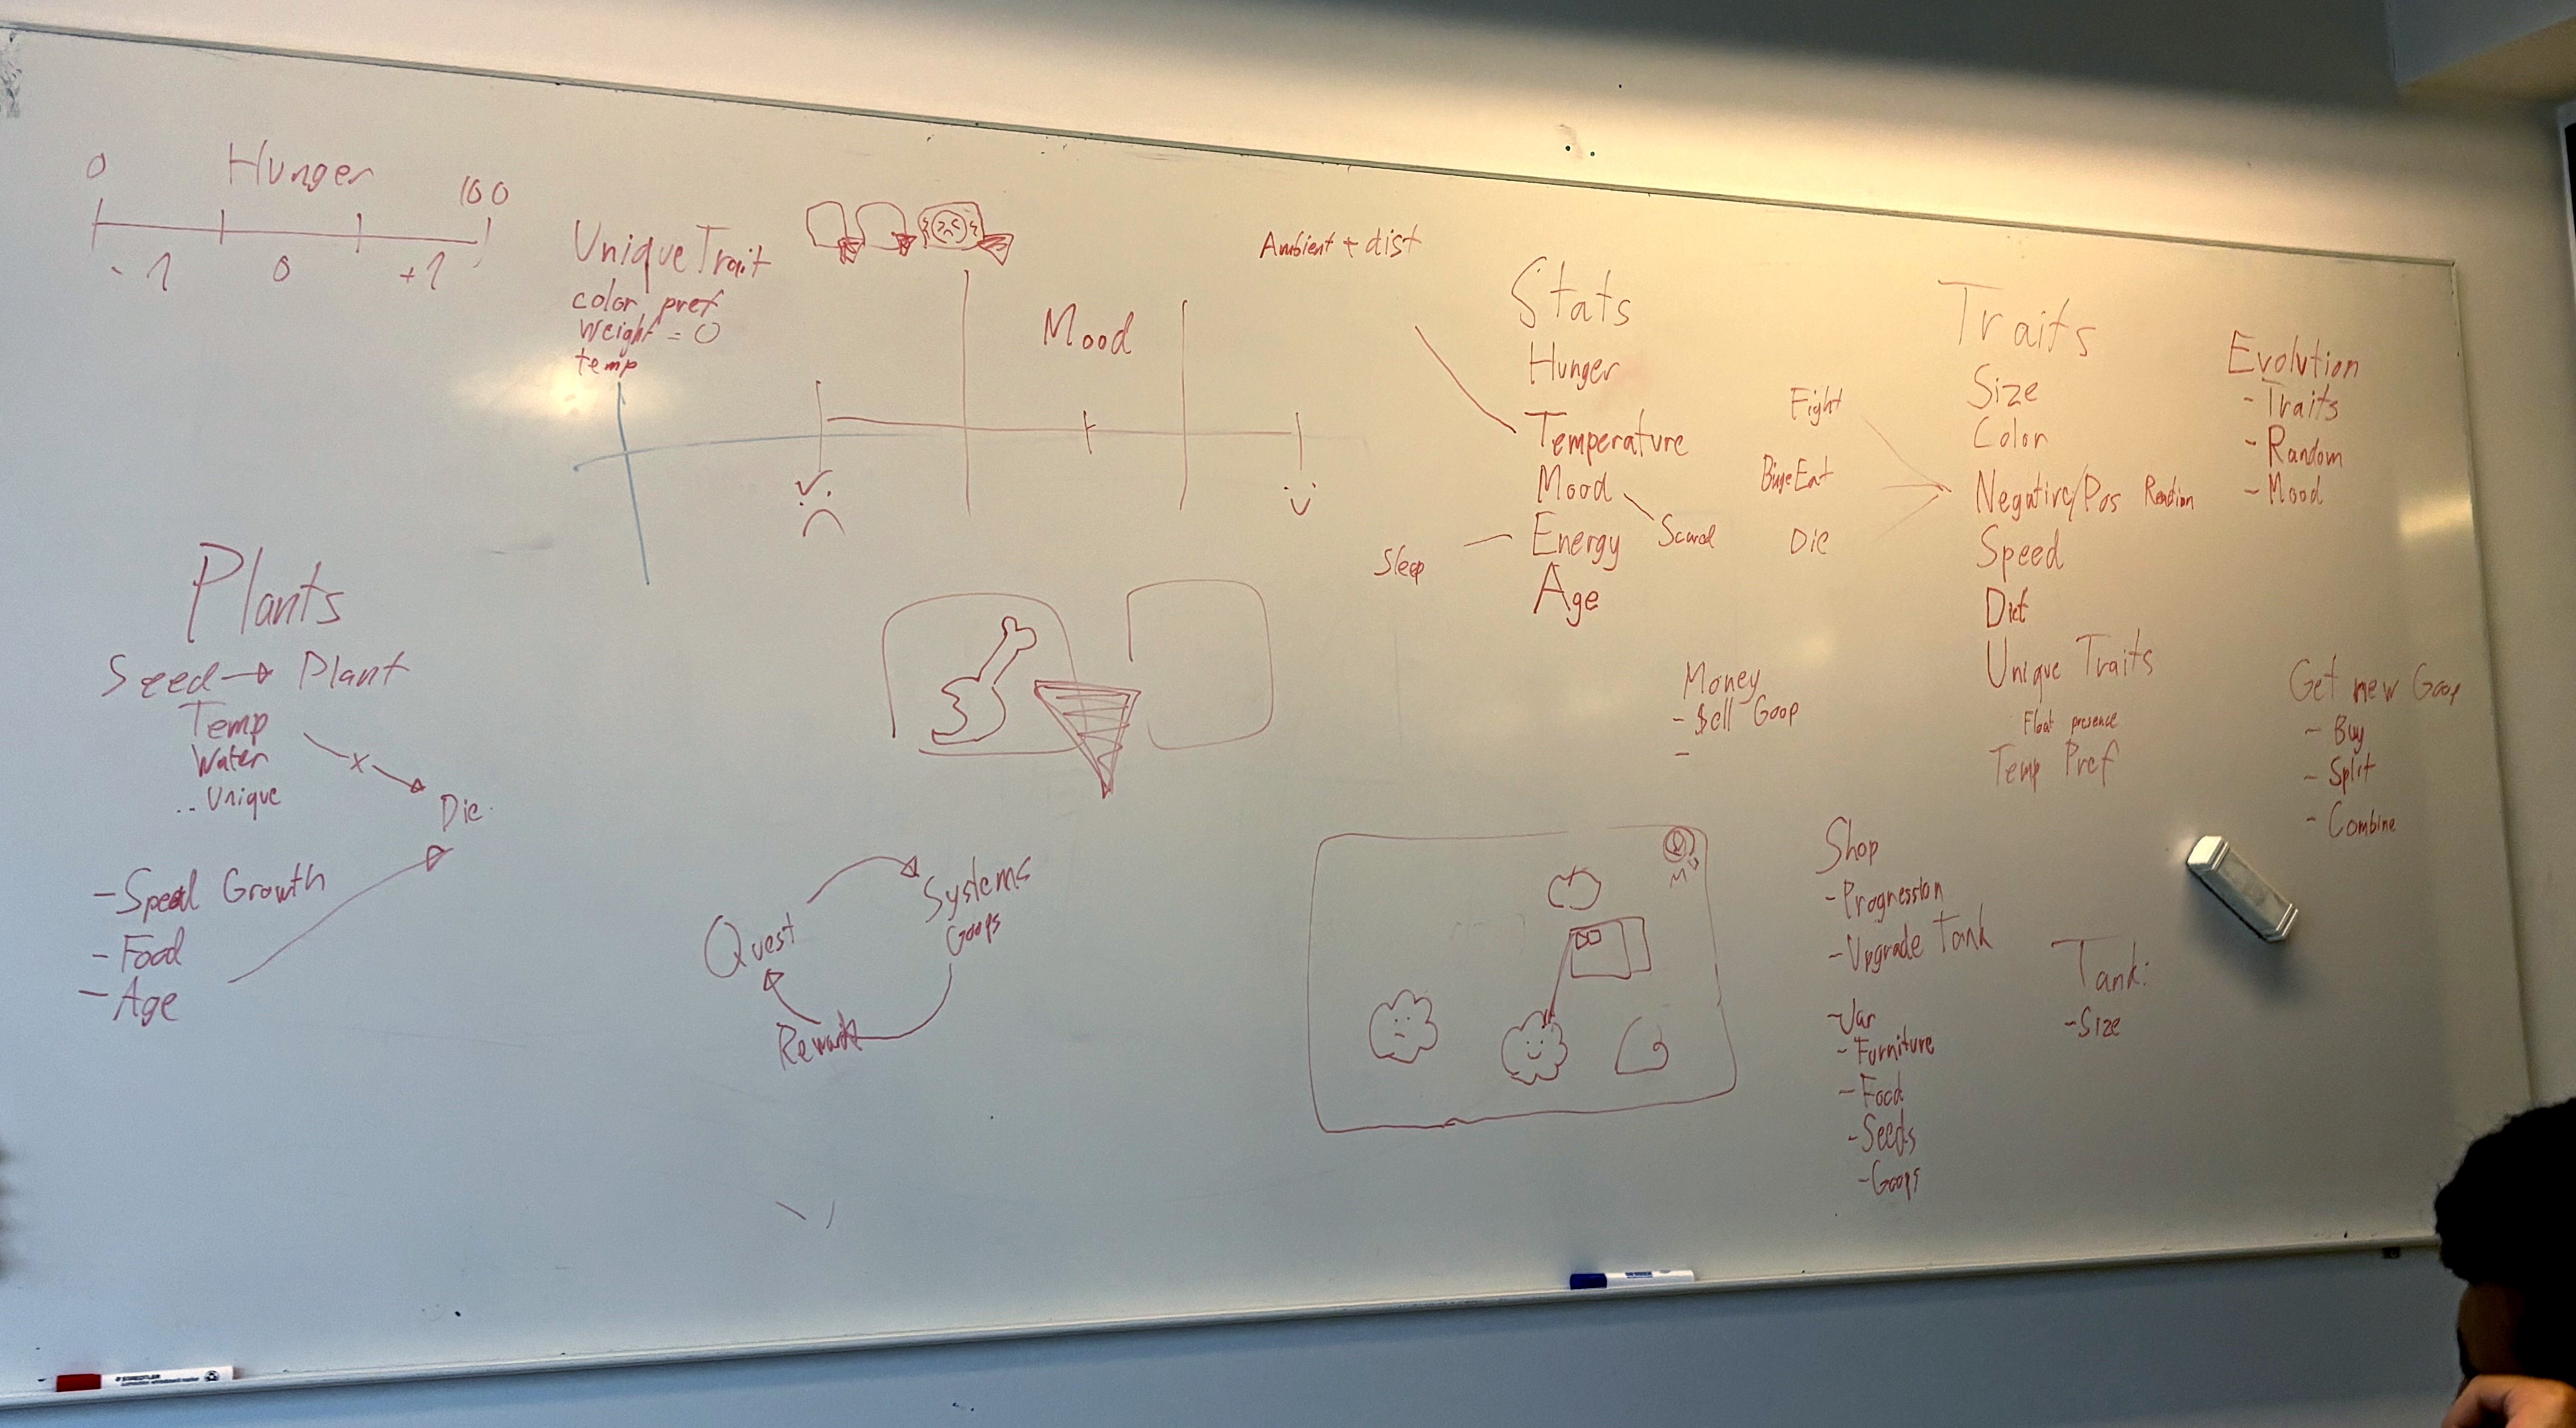 Hunger
0
100
-1 0 +1
Unique Trait
color pref
weight = 0
temp
Mood
Ambient + dist
Stats
Hunger
Temperature
Mood
Energy
Age
Scared
Sleep
Fight
Binge Eat
Die
Traits
Size
Color
Negative/Pos Reaction
Speed
Diet
Unique Traits
Float presence
Temp Pref
Evolution
- Traits
- Random
- Mood
Plants
Seed → Plant
Temp
Water
.. Unique
x
Die
- Speed Growth
- Food
- Age
Quest
Systems
Goops
Reward
Money
- $ell Goop
-
Get new Goop
- Buy
- Split
- Combine
Shop
- Progression
- Upgrade Tank
- Jar
- Furniture
- Food
- Seeds
- Goops
Tank:
- Size
STAEDTLER